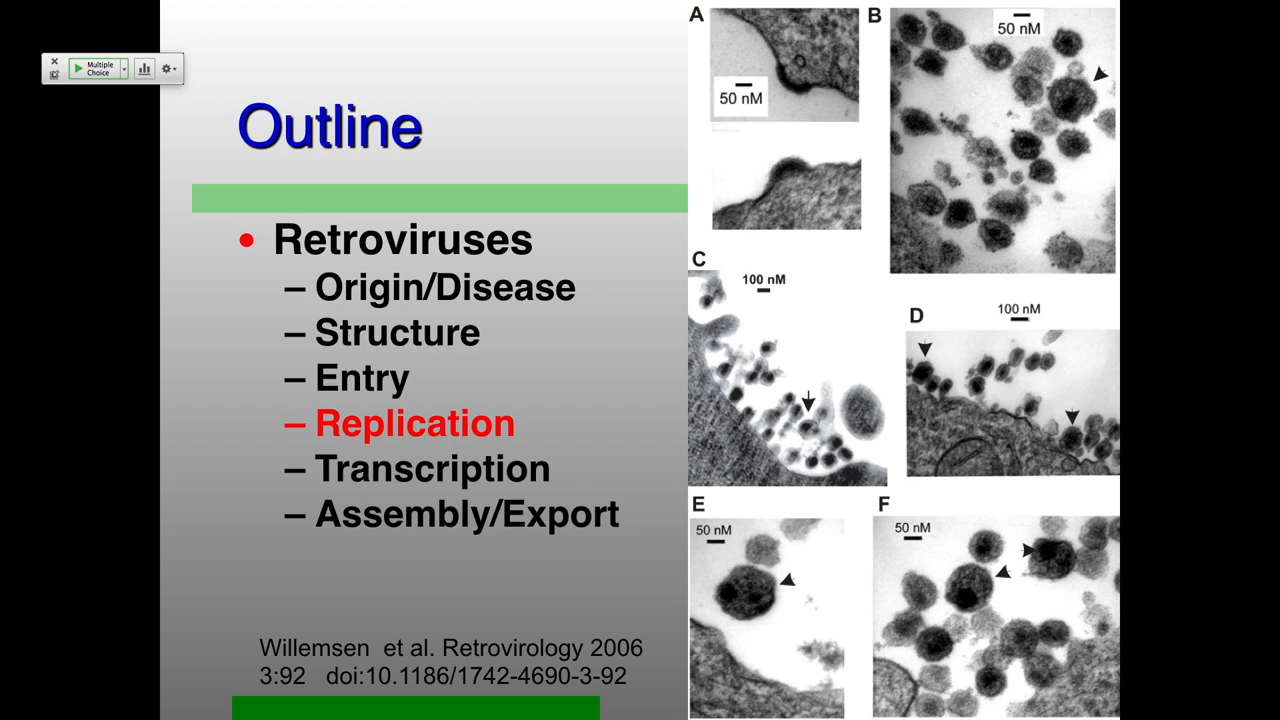 Multiple
Choice
Outline
• Retroviruses
– Origin/Disease
– Structure
– Entry
– Replication
– Transcription
– Assembly/Export
Willemsen et al. Retrovirology 2006
3:92 doi:10.1186/1742-4690-3-92
A
50 nM
B
50 nM
C
100 nM
D
100 nM
E
50 nM
F
50 nM